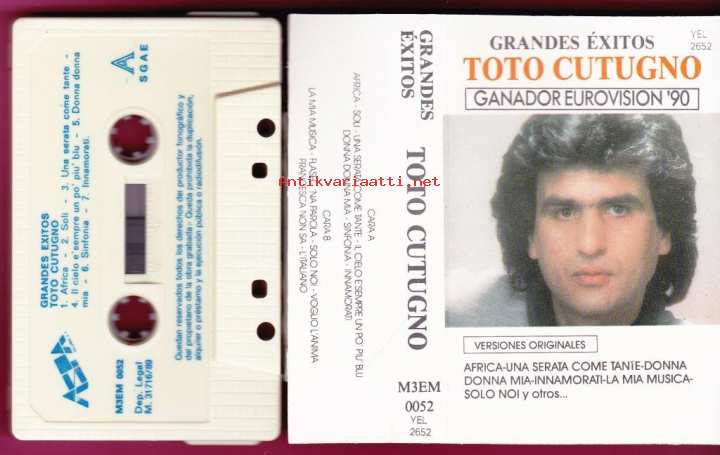 A
SGAE
GRANDES EXITOS
TOTO CUTUGNO
1. Africa - 2. Soli - 3. Una serata come tante -
4. Il cielo e'sempre un po' piu' blu - 5. Donna donna
mia - 6. Sinfonia - 7. Innamorati.
Quedan reservados todos los derechos de productor fonográfico y
del propietario de la obra grabada · Queda prohibida la duplicación,
alquiler o préstamo y la ejecución pública o radiodifusión.
M3EM 0052
Dep. Legal
M. 31716/89
GRANDES
ÉXITOS
TOTO CUTUGNO
CARA A
AFRICA - SOLI - UNA SERATA COME TANTE - IL CIELO E'SEMPRE UN PO' PIU' BLU
DONNA DONNA MIA - SINFONIA - INNAMORATI
CARA B
LA MIA MUSICA - FLASH - 'NA PAROLA - SOLO NOI - VOGLIO L'ANIMA
FRANCESCA NON SA - L'ITALIANO
M3EM
0052
YEL
2652
YEL
2652
GRANDES ÉXITOS
TOTO CUTUGNO
GANADOR EUROVISION '90
Antikvariaatti.net
VERSIONES ORIGINALES
AFRICA-UNA SERATA COME TANTE-DONNA
DONNA MIA-INNAMORATI-LA MIA MUSICA-
SOLO NOI y otros...